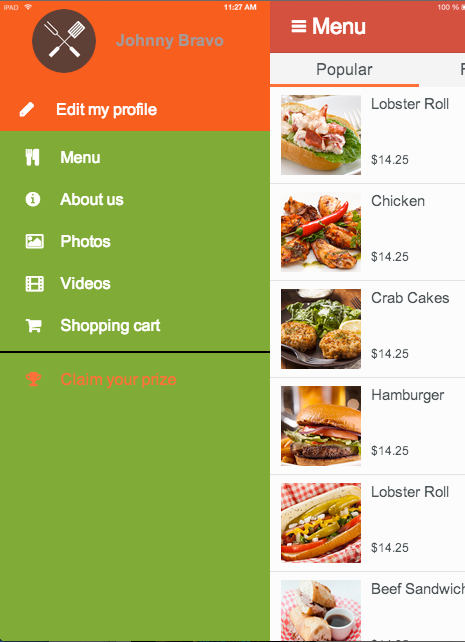 IPAD 11:27 AM 100 %
Johnny Bravo
Edit my profile
Menu
About us
Photos
Videos
Shopping cart
Claim your prize
Menu
Popular
Lobster Roll
$14.25
Chicken
$14.25
Crab Cakes
$14.25
Hamburger
$14.25
Lobster Roll
$14.25
Beef Sandwich
$14.25